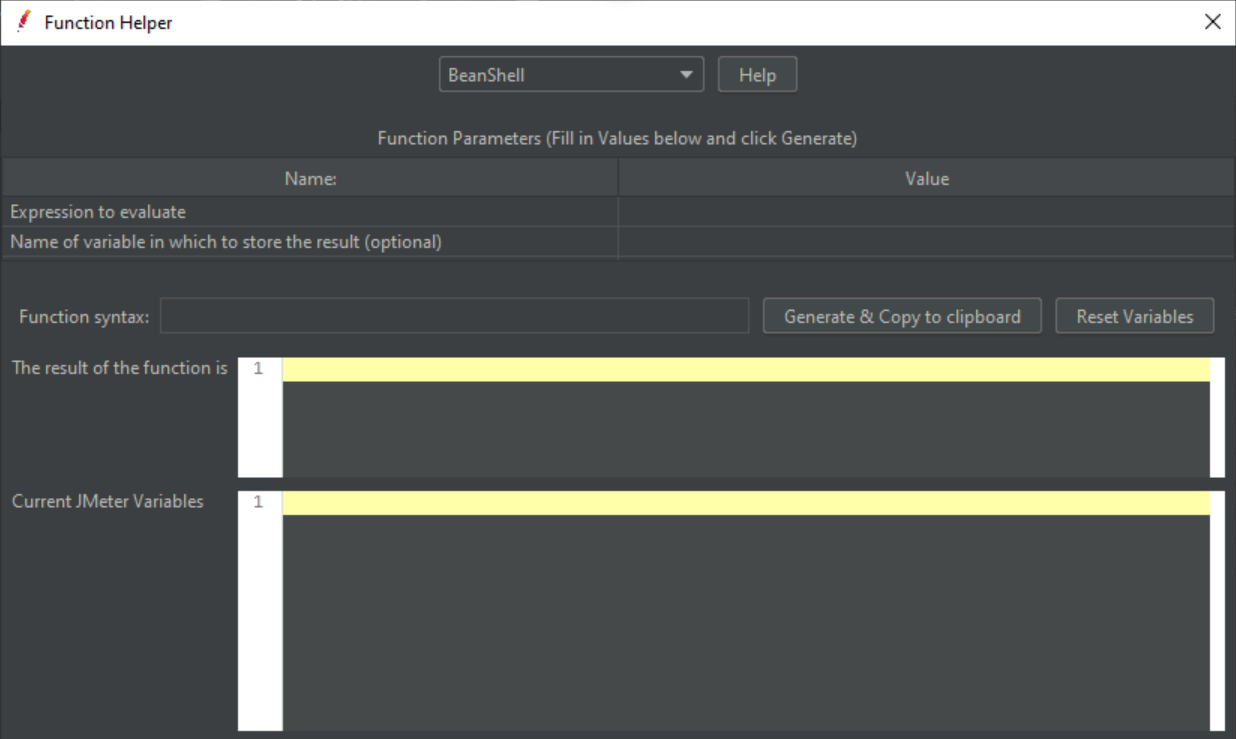 Function Helper
BeanShell Help
Function Parameters (Fill in Values below and click Generate)
Name: Value
Expression to evaluate
Name of variable in which to store the result (optional)
Function syntax: Generate & Copy to clipboard Reset Variables
The result of the function is 1
Current JMeter Variables 1